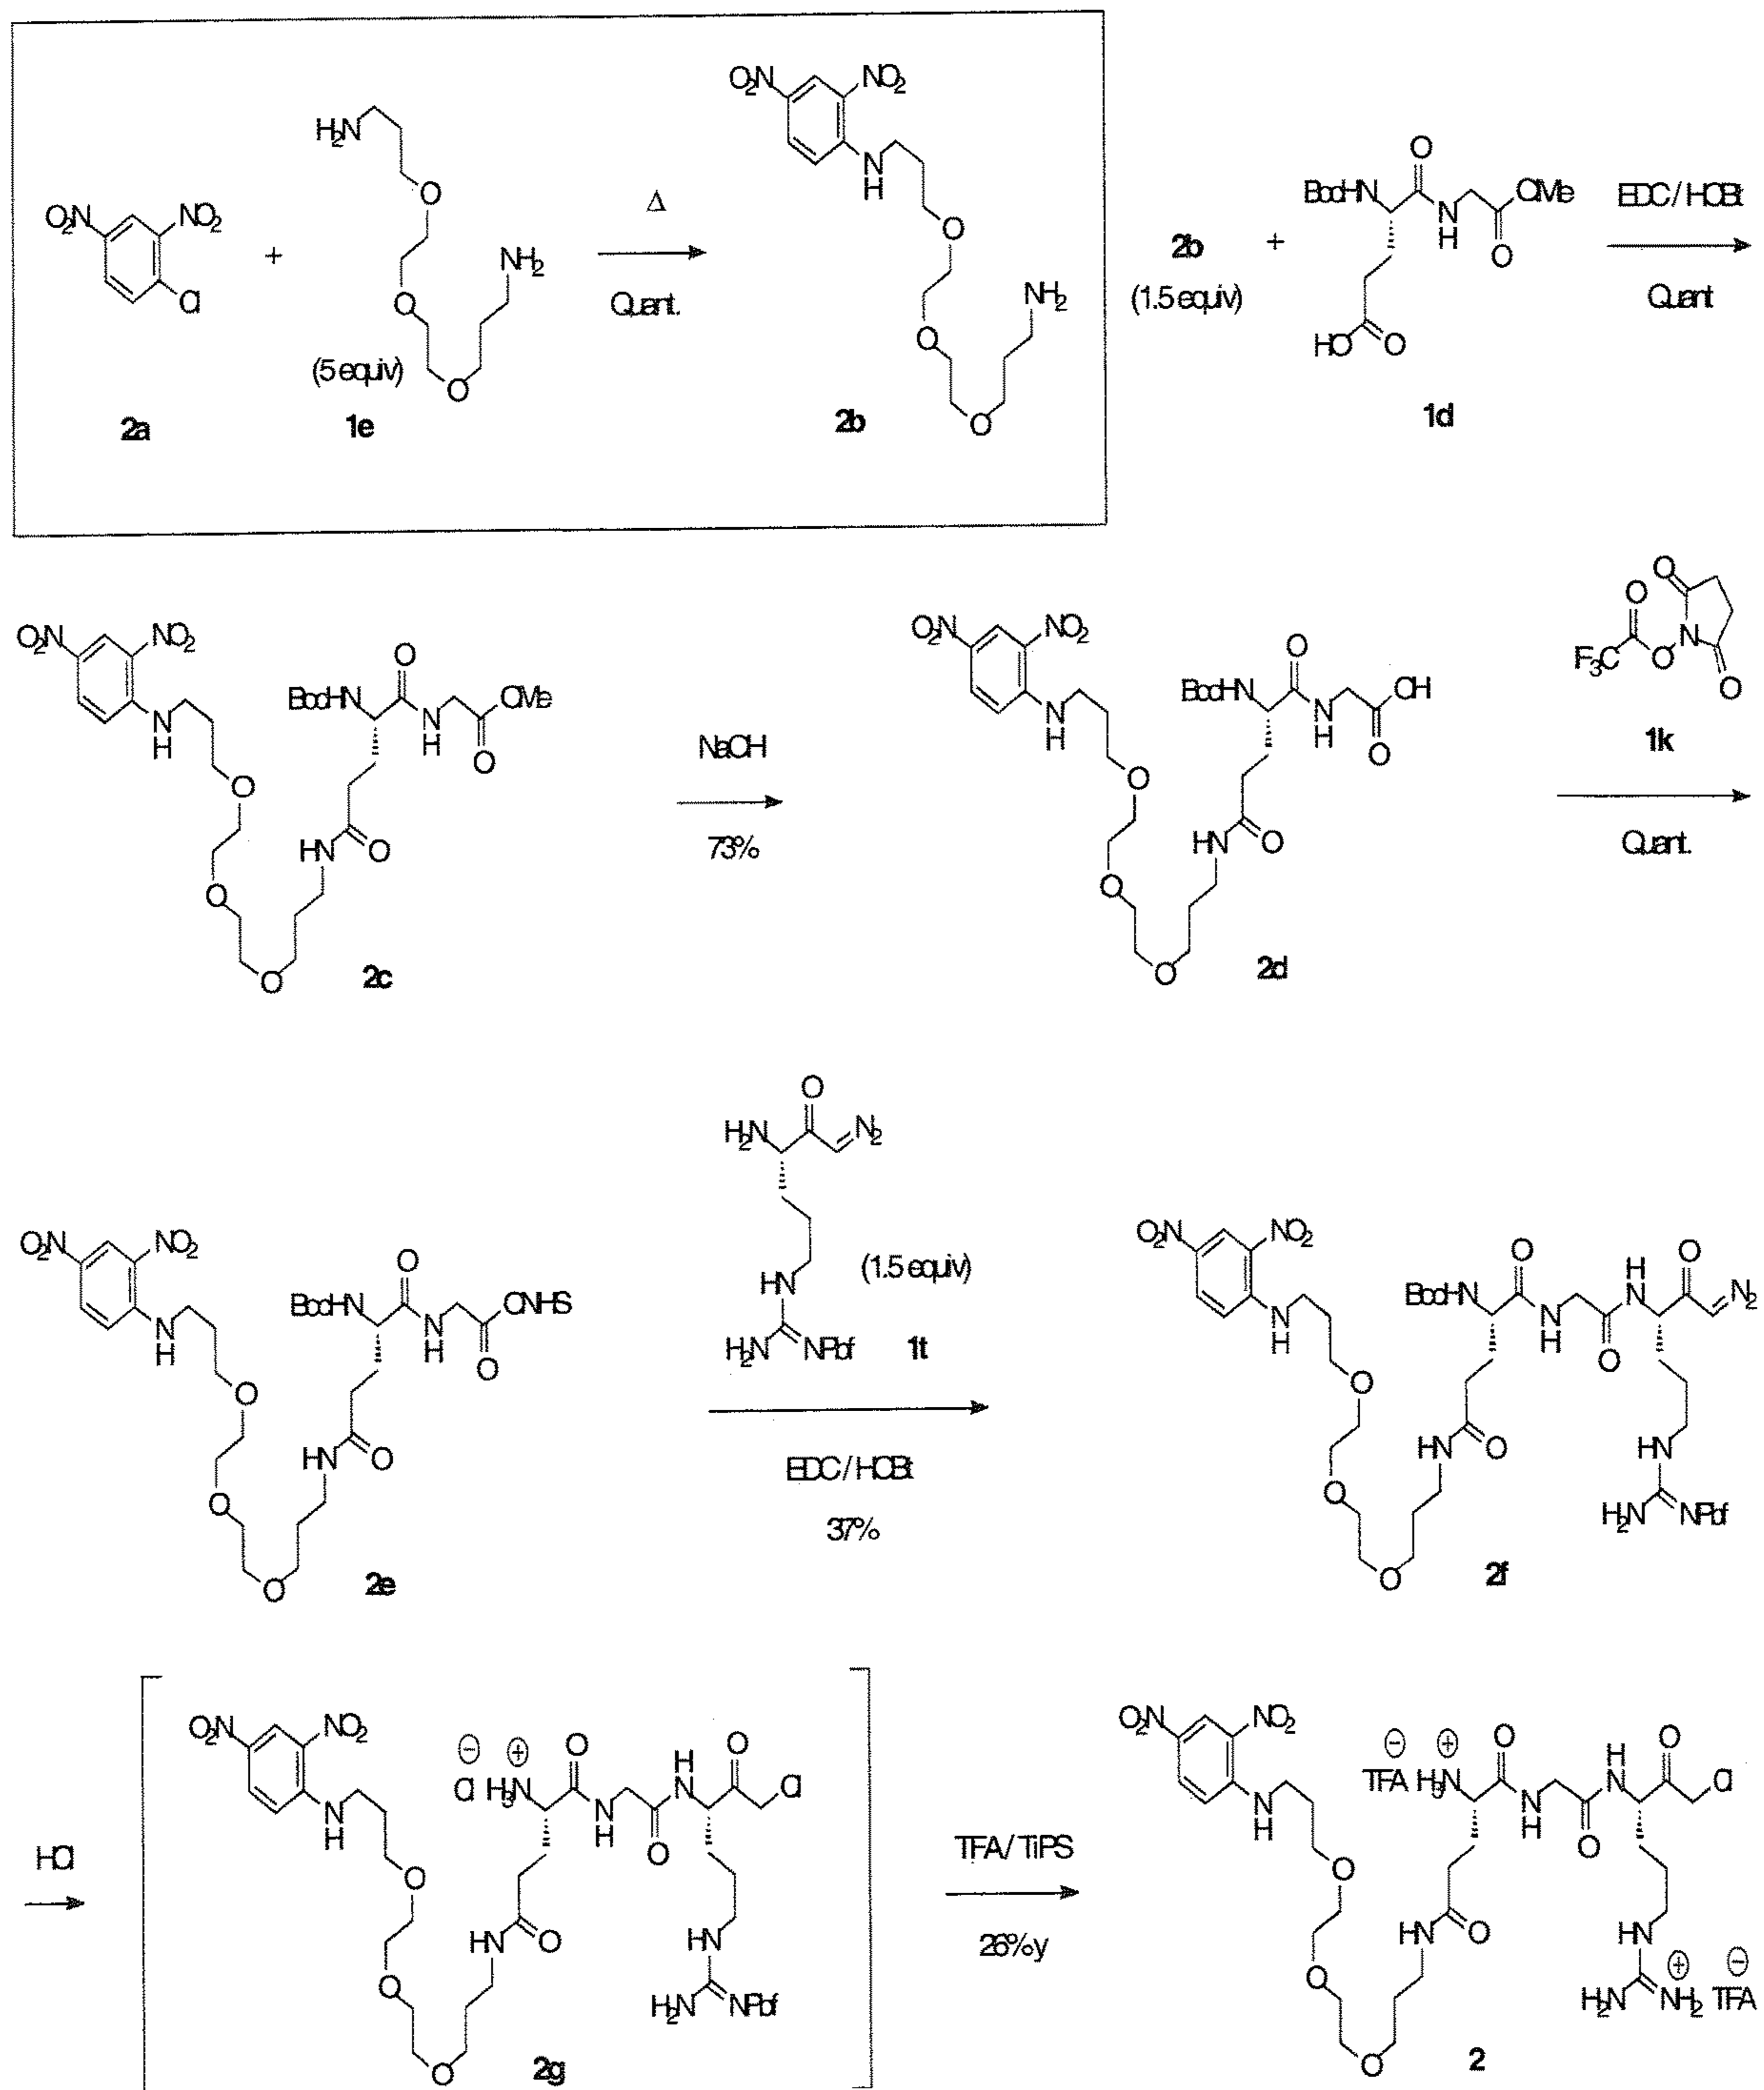 O₂N NO₂ Cl
2a
+
H₂N O O O NH₂
(5 equiv)
1e
Δ
Quant.
O₂N NO₂ N H O O O NH₂
2b
2b
(1.5 equiv)
+
BocHN O N H OMe O HO O
1d
EDC / HOBt
Quant
O₂N NO₂ N H O O O HN O BocHN O N H OMe O
2c
NaOH
73%
O₂N NO₂ N H O O O HN O BocHN O N H OH O
2d
O O F₃C O N O
1k
Quant.
O₂N NO₂ N H O O O HN O BocHN O N H ONHS O
2e
H₂N O N₂ HN H₂N NPbf
(1.5 equiv)
1t
EDC / HOBt
37%
O₂N NO₂ N H O O O HN O BocHN O N H O H N O N₂ HN H₂N NPbf
2f
HCl
O₂N NO₂ N H O O O HN O ⊖ Cl ⊕ H₃N O N H O H N O Cl HN H₂N NPbf
2g
TFA / TiPS
26%y
O₂N NO₂ N H O O O HN O ⊖ TFA ⊕ H₃N O N H O H N O Cl HN H₂N ⊕ NH₂ ⊖ TFA
2